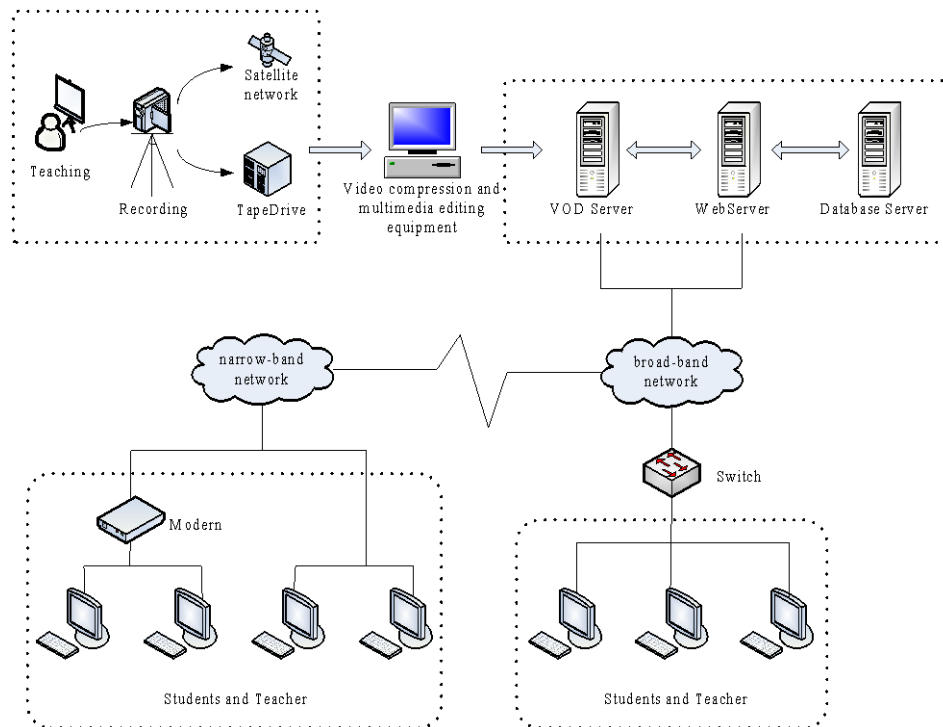 Satellite
network
Teaching
Recording
TapeDrive
Video compression and
multimedia editing
equipment
VOD Server
WebServer
Database Server
narrow-band
network
broad-band
network
Switch
Modern
Students and Teacher
Students and Teacher